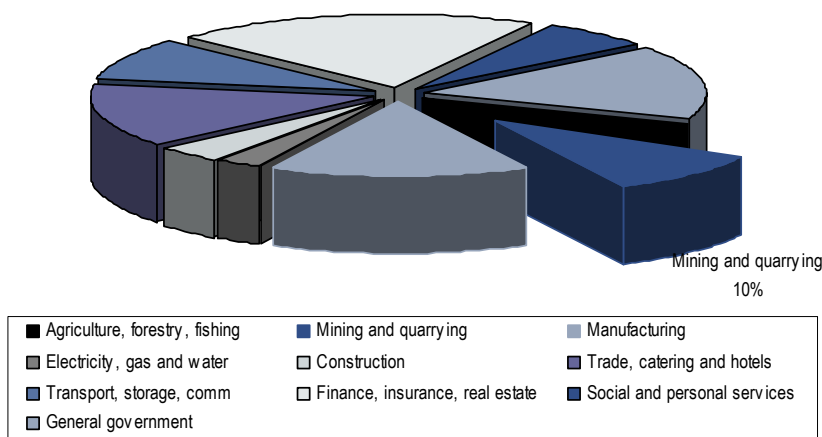 Mining and quarrying
10%
Agriculture, forestry, fishing
Mining and quarrying
Manufacturing
Electricity, gas and water
Construction
Trade, catering and hotels
Transport, storage, comm
Finance, insurance, real estate
Social and personal services
General government